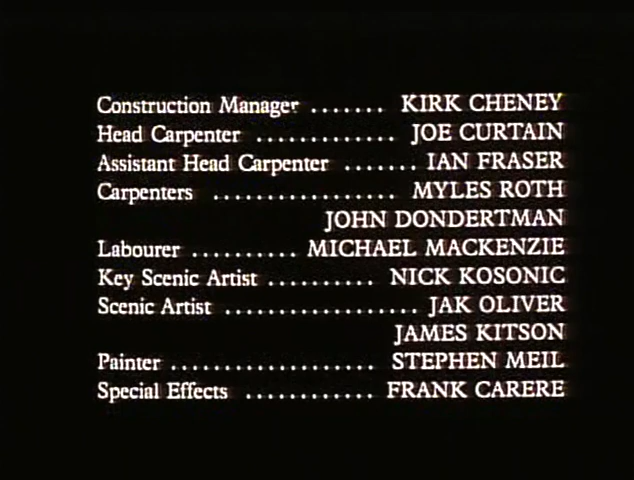 Construction Manager ....... KIRK CHENEY
Head Carpenter ............. JOE CURTAIN
Assistant Head Carpenter ....... IAN FRASER
Carpenters ................. MYLES ROTH
JOHN DONDERTMAN
Labourer .......... MICHAEL MACKENZIE
Key Scenic Artist .......... NICK KOSONIC
Scenic Artist .................. JAK OLIVER
JAMES KITSON
Painter ................... STEPHEN MEIL
Special Effects ............ FRANK CARERE